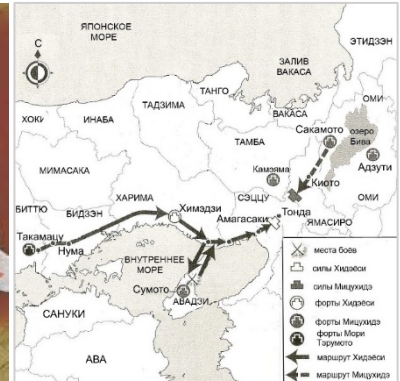 ЯПОНСКОЕ
МОРЕ
С
ЭТИДЗЭН
ЗАЛИВ
ВАКАСА
ТАНГО
ОМИ
ТАДЗИМА
ВАКАСА
ХОКИ
ИНАБА
Сакамото
озеро
Бива
ТАМБА
МИМАСАКА
Камэяма
Адзути
Киото
ХАРИМА
СЭЦЦУ
ОМИ
БИТТЮ
БИДЗЭН
Химэдзи
Тонда
Амагасаки
ЯМАСИРО
Такамацу
Нума
ВНУТРЕННЕЕ
МОРЕ
Сумото
АВАДЗИ
САНУКИ
АВА
места боёв
силы Хидэёси
силы Мицухидэ
форты Хидэёси
форты Мицухидэ
форты Мори
Тэрумото
маршрут Хидэёси
маршрут Мицухидэ